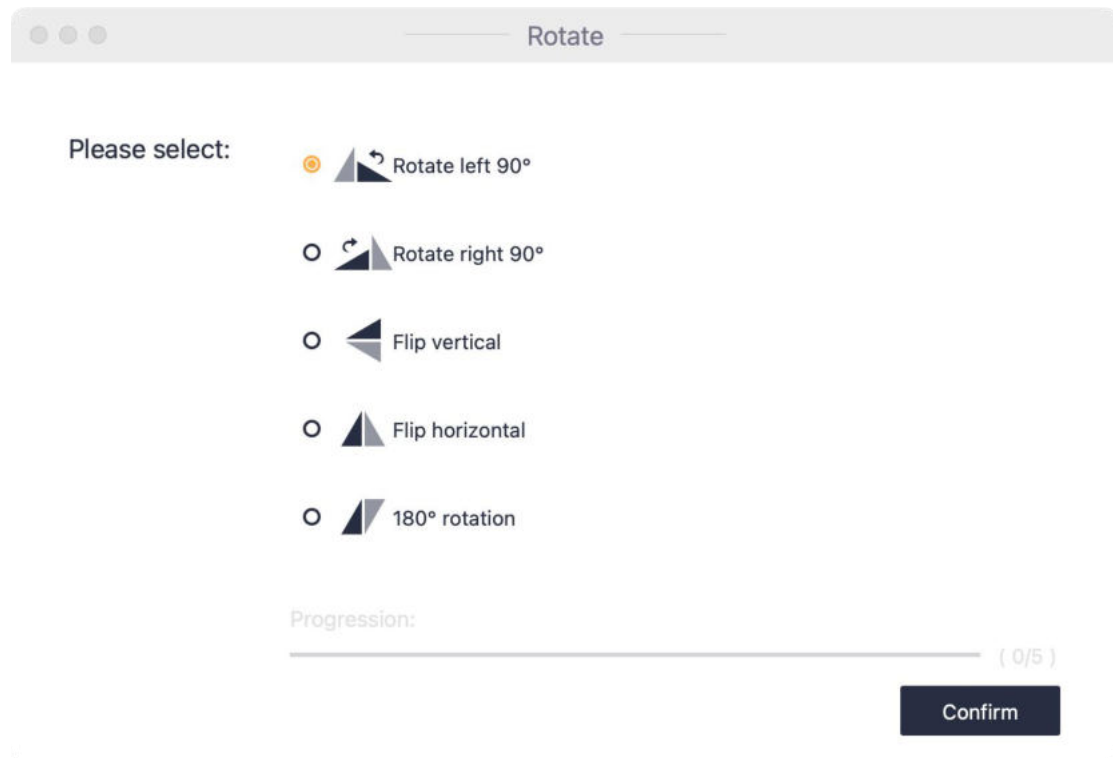 Rotate
Please select:
Rotate left 90°
Rotate right 90°
Flip vertical
Flip horizontal
180° rotation
Progression:
( 0/5 )
Confirm